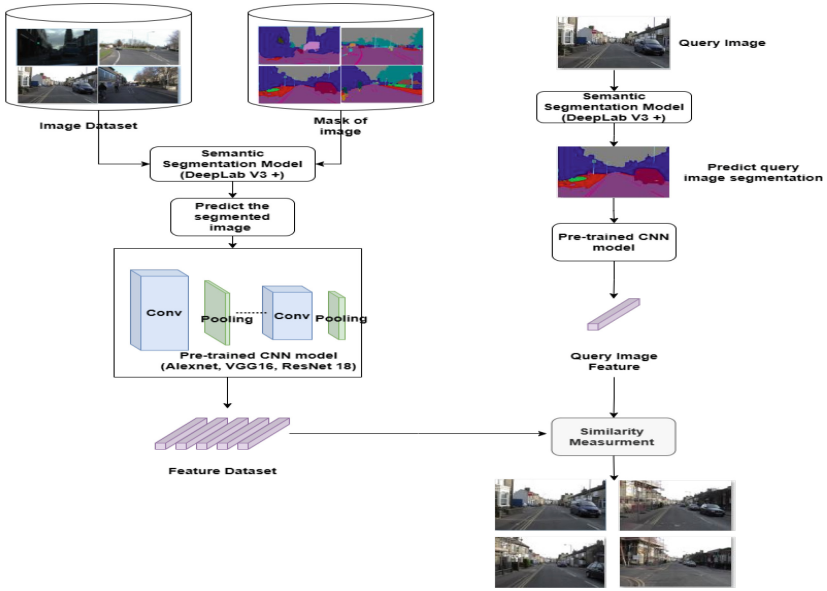 Image Dataset
Mask of
image
Semantic
Segmentation Model
(DeepLab V3 +)
Predict the
segmented
image
Conv
Pooling
Conv
Pooling
Pre-trained CNN model
(Alexnet, VGG16, ResNet 18)
Feature Dataset
Query Image
Semantic
Segmentation Model
(DeepLab V3 +)
Predict query
image segmentation
Pre-trained CNN
model
Query Image
Feature
Similarity
Measurment